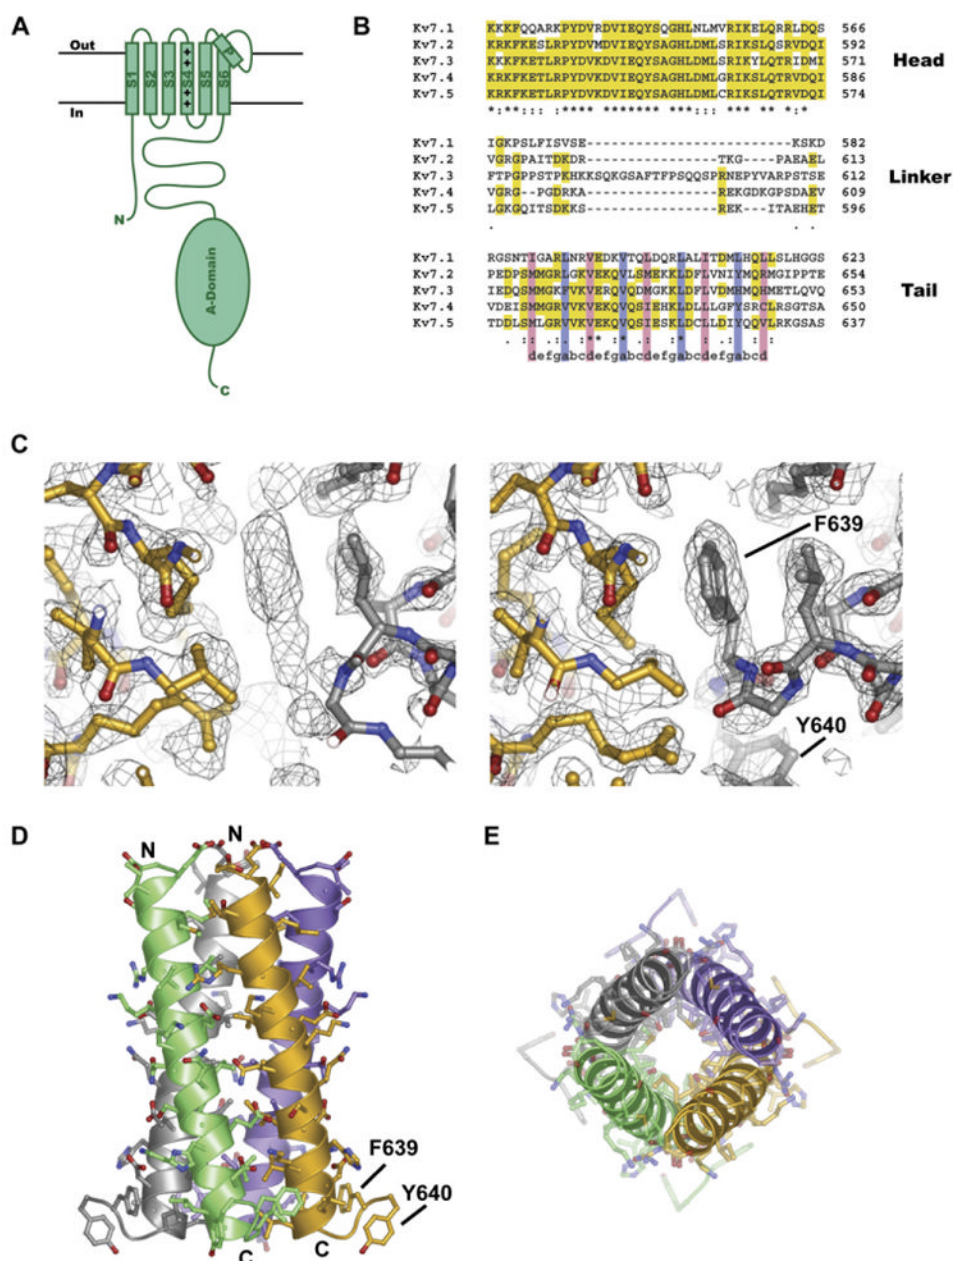 A
Out
In
S1
S2
S3
S4
+
+
+
+
S5
S6
P
N
A-Domain
C
B
Kv7.1 KKKFQQARKPYDVRDVIEQYSQGHLNLMVRIKELQRRLDQS 566
Kv7.2 KRKFKESLRPYDVMDVIEQYSAGHLDMLSRIKSLQSRVDQI 592
Kv7.3 KKKFKETLRPYDVKDVIEQYSAGHLDMLSRIKYLQTRIDMI 571
Kv7.4 KRKFKETLRPYDVKDVIEQYSAGHLDMLGRIKSLQTRVDQI 586
Kv7.5 KRKFKETLRPYDVKDVIEQYSAGHLDMLCRIKSLQTRVDQI 574
Head
Kv7.1 IGKPSLFISVSE-------------------------KSKD 582
Kv7.2 VGRGPAITDKDR----------------TKG----PAEAEL 613
Kv7.3 FTPGPPSTPKHKKSQKGSAFTFPSQQSPRNEPYVARPSTSE 612
Kv7.4 VGRG--PGDRKA----------------REKGDKGPSDAEV 609
Kv7.5 LGKGQITSDKKS----------------REK---ITAEHET 596
Linker
Kv7.1 RGSNTIGARLNRVEDKVTQLDQRLALITDMLHQLLSLHGGS 623
Kv7.2 PEDPSMMGRLGKVEKQVLSMEKKLDFLVNIYMQRMGIPPTE 654
Kv7.3 IEDQSMMGKFVKVERQVQDMGKKLDFLVDMHMQHMETLQVQ 653
Kv7.4 VDEISMMGRVVKVEKQVQSIEHKLDLLLGFYSRCLRSGTSA 650
Kv7.5 TDDLSMLGRVVKVEKQVQSIESKLDCLLDIYQQVLRKGSAS 637
Tail
defgabcdefgabcdefgabcdefgabcd
C
F639
Y640
D
N
N
F639
Y640
C
C
E